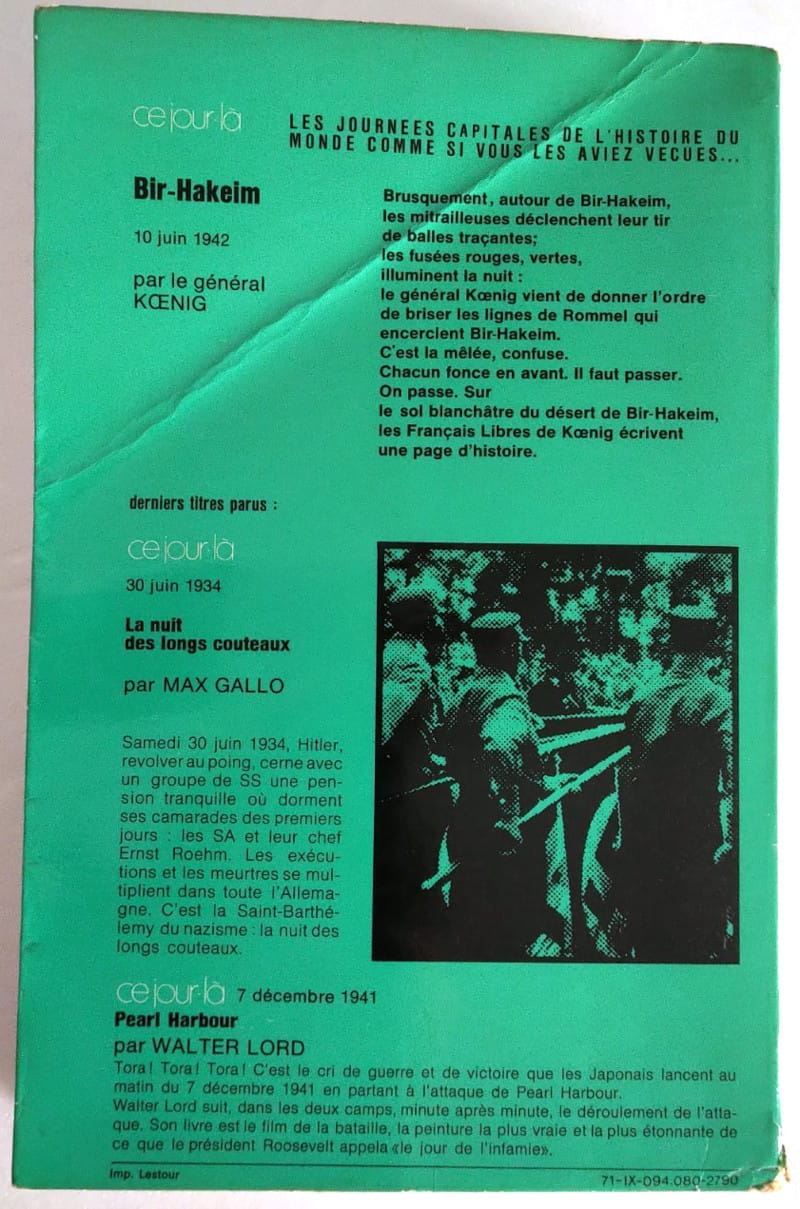 ce jour-là
LES JOURNEES CAPITALES DE L'HISTOIRE DU
MONDE COMME SI VOUS LES AVIEZ VECUES...
Bir-Hakeim
10 juin 1942
par le général
KŒNIG
Brusquement, autour de Bir-Hakeim,
les mitrailleuses déclenchent leur tir
de balles traçantes;
les fusées rouges, vertes,
illuminent la nuit :
le général Kœnig vient de donner l'ordre
de briser les lignes de Rommel qui
encerclent Bir-Hakeim.
C'est la mêlée, confuse.
Chacun fonce en avant. Il faut passer.
On passe. Sur
le sol blanchâtre du désert de Bir-Hakeim,
les Français Libres de Kœnig écrivent
une page d'histoire.
derniers titres parus :
ce jour-là
30 juin 1934
La nuit
des longs couteaux
par MAX GALLO
Samedi 30 juin 1934, Hitler,
revolver au poing, cerne avec
un groupe de SS une pen-
sion tranquille où dorment
ses camarades des premiers
jours : les SA et leur chef
Ernst Roehm. Les exécu-
tions et les meurtres se mul-
tiplient dans toute l'Allema-
gne. C'est la Saint-Barthé-
lemy du nazisme : la nuit des
longs couteaux.
ce jour-là 7 décembre 1941
Pearl Harbour
par WALTER LORD
Tora ! Tora ! Tora ! C'est le cri de guerre et de victoire que les Japonais lancent au
matin du 7 décembre 1941 en partant à l'attaque de Pearl Harbour.
Walter Lord suit, dans les deux camps, minute après minute, le déroulement de l'atta-
que. Son livre est le film de la bataille, la peinture la plus vraie et la plus étonnante de
ce que le président Roosevelt appela «le jour de l'infamie».
Imp. Lestour
71-IX-094.080-2790